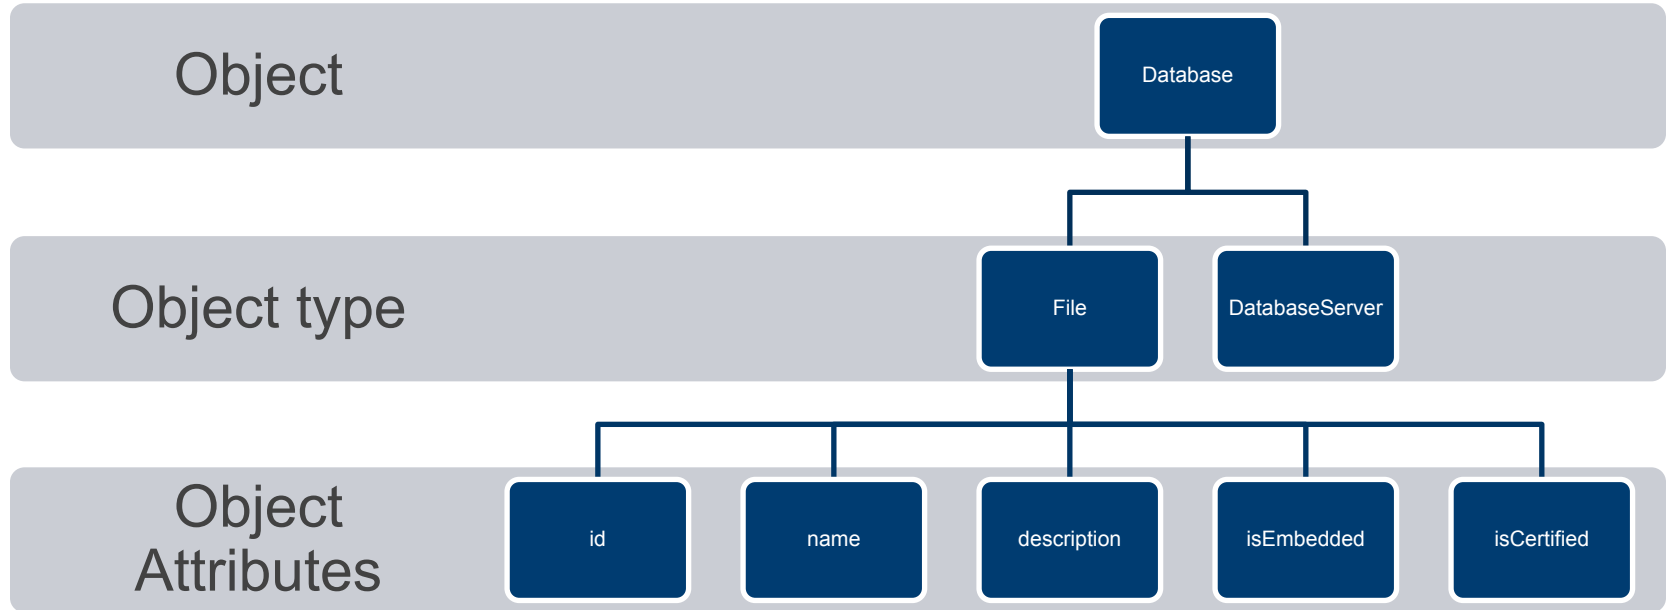 Object
Database
Object type
File
DatabaseServer
Object
Attributes
id
name
description
isEmbedded
isCertified